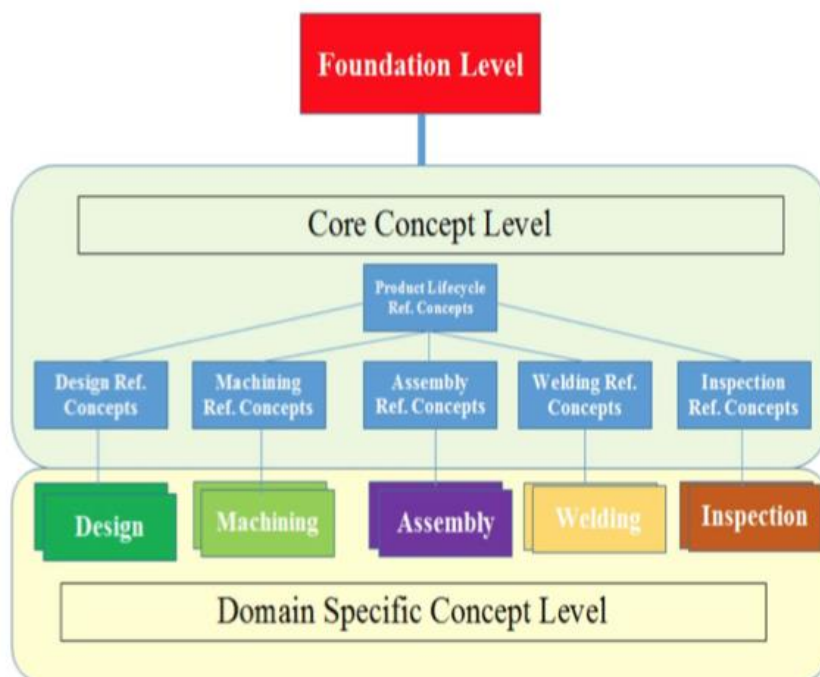 Foundation Level
Core Concept Level
Product Lifecycle
Ref. Concepts
Design Ref.
Concepts
Machining
Ref. Concepts
Assembly
Ref. Concepts
Welding Ref.
Concepts
Inspection
Ref. Concepts
Design
Machining
Assembly
Welding
Inspection
Domain Specific Concept Level